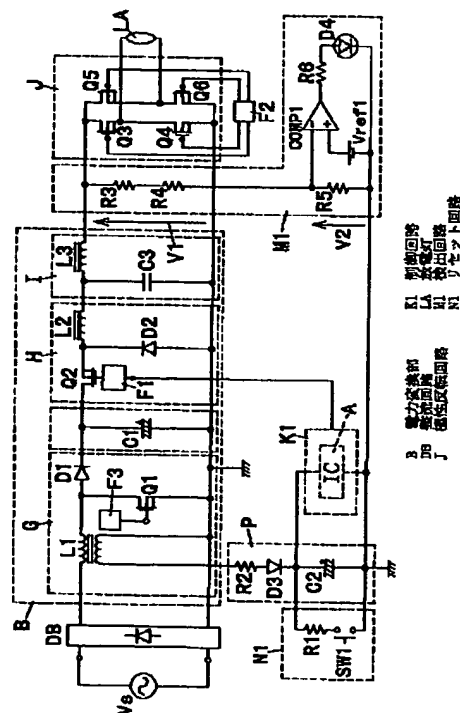 B
G
H
I
J
LA
L1
D1
F3
Q1
C1
Q2
F1
L2
D2
L3
C3
V1
Q5
Q3
Q4
Q6
F2
DB
Vs
R3
R4
R5
COMP1
-
+
R6
D4
Vref1
M1
V2
P
R2
D3
C2
K1
IC
A
N1
R1
SW1
B 電力変換部
DB 整流回路
J 極性反転回路
K1 制御回路
LA 放電灯
M1 検出回路
N1 リセット回路